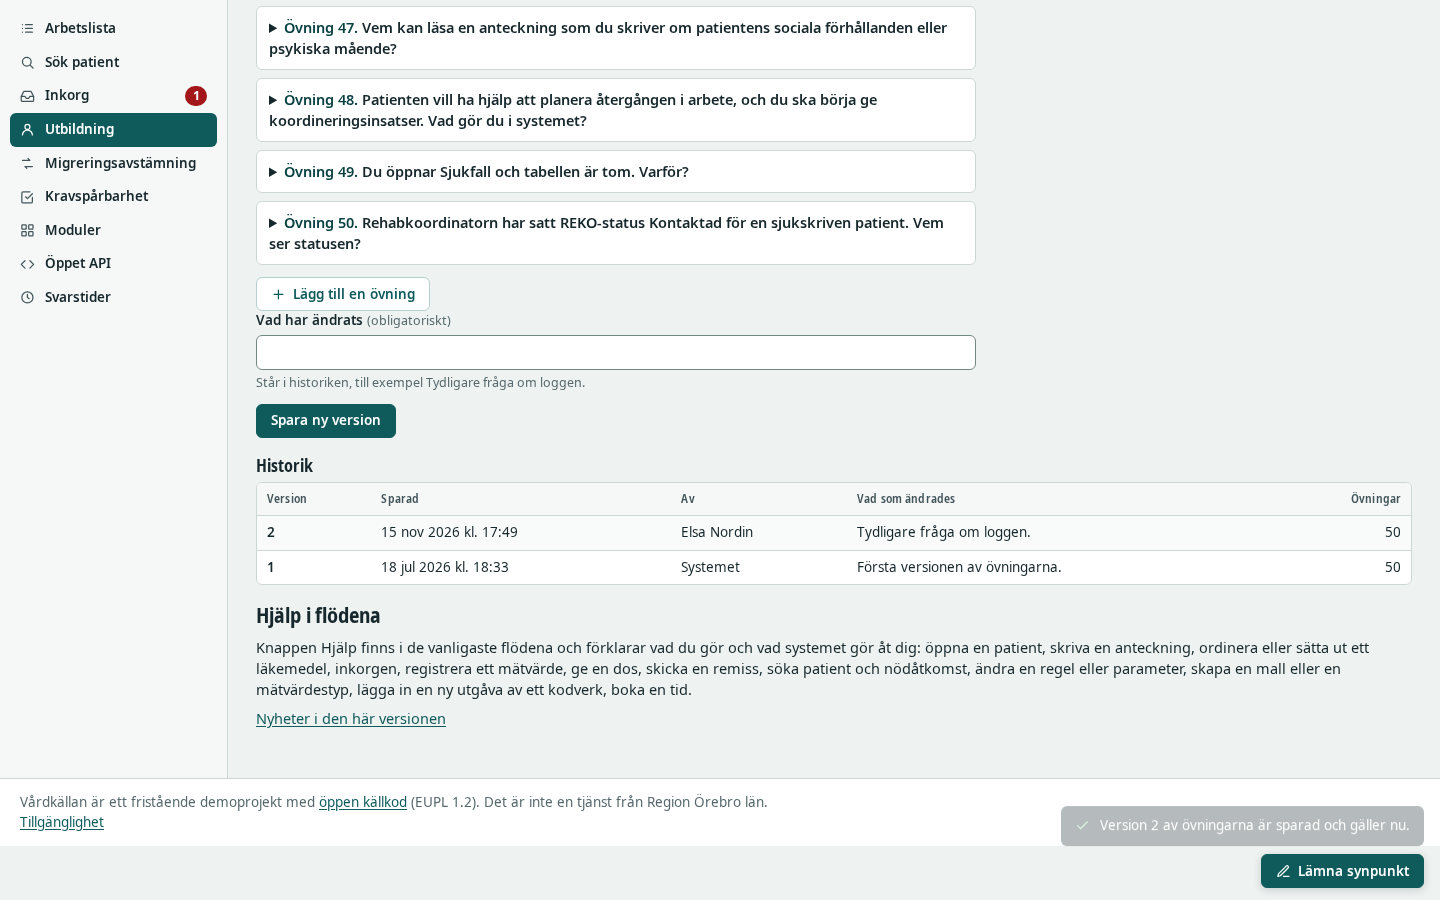 Arbetslista
Sök patient
Inkorg
1
Utbildning
Migreringsavstämning
Kravspårbarhet
Moduler
Öppet API
Svarstider
Övning 47. Vem kan läsa en anteckning som du skriver om patientens sociala förhållanden eller
psykiska mående?
Övning 48. Patienten vill ha hjälp att planera återgången i arbete, och du ska börja ge
koordineringsinsatser. Vad gör du i systemet?
Övning 49. Du öppnar Sjukfall och tabellen är tom. Varför?
Övning 50. Rehabkoordinatorn har satt REKO-status Kontaktad för en sjukskriven patient. Vem
ser statusen?
Lägg till en övning
Vad har ändrats (obligatoriskt)
Står i historiken, till exempel Tydligare fråga om loggen.
Spara ny version
Historik
Version Sparad Av Vad som ändrades Övningar
2 15 nov 2026 kl. 17:49 Elsa Nordin Tydligare fråga om loggen. 50
1 18 jul 2026 kl. 18:33 Systemet Första versionen av övningarna. 50
Hjälp i flödena
Knappen Hjälp finns i de vanligaste flödena och förklarar vad du gör och vad systemet gör åt dig: öppna en patient, skriva en anteckning, ordinera eller sätta ut ett
läkemedel, inkorgen, registrera ett mätvärde, ge en dos, skicka en remiss, söka patient och nödåtkomst, ändra en regel eller parameter, skapa en mall eller en
mätvärdestyp, lägga in en ny utgåva av ett kodverk, boka en tid.
Nyheter i den här versionen
Vårdkällan är ett fristående demoprojekt med öppen källkod (EUPL 1.2). Det är inte en tjänst från Region Örebro län.
Tillgänglighet
Version 2 av övningarna är sparad och gäller nu.
Lämna synpunkt